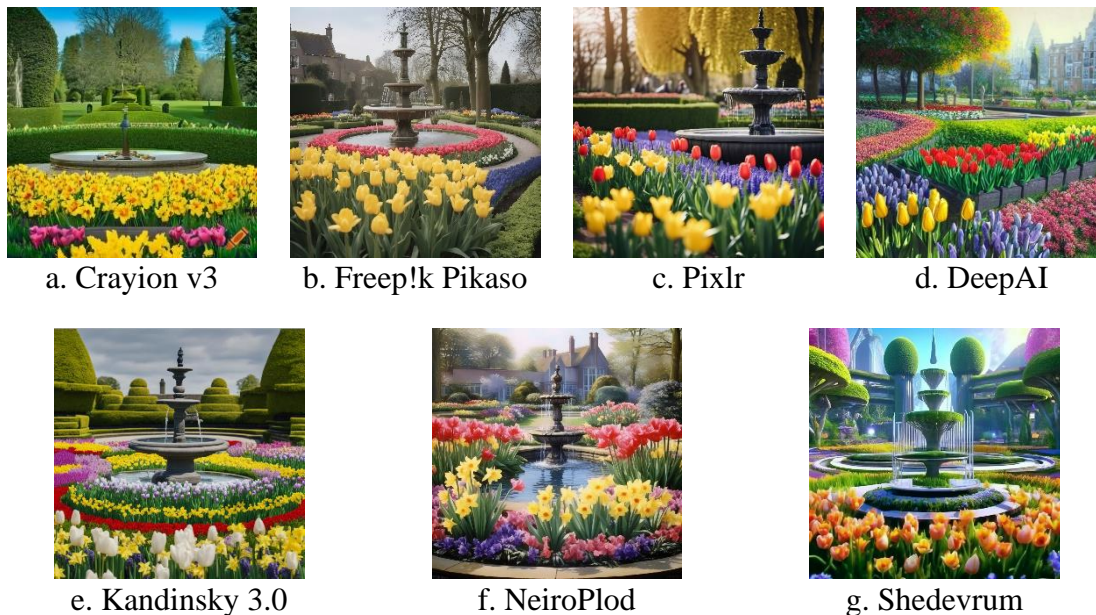 a. Crayion v3
b. Freep!k Pikaso
c. Pixlr
d. DeepAI
e. Kandinsky 3.0
f. NeiroPlod
g. Shedevrum